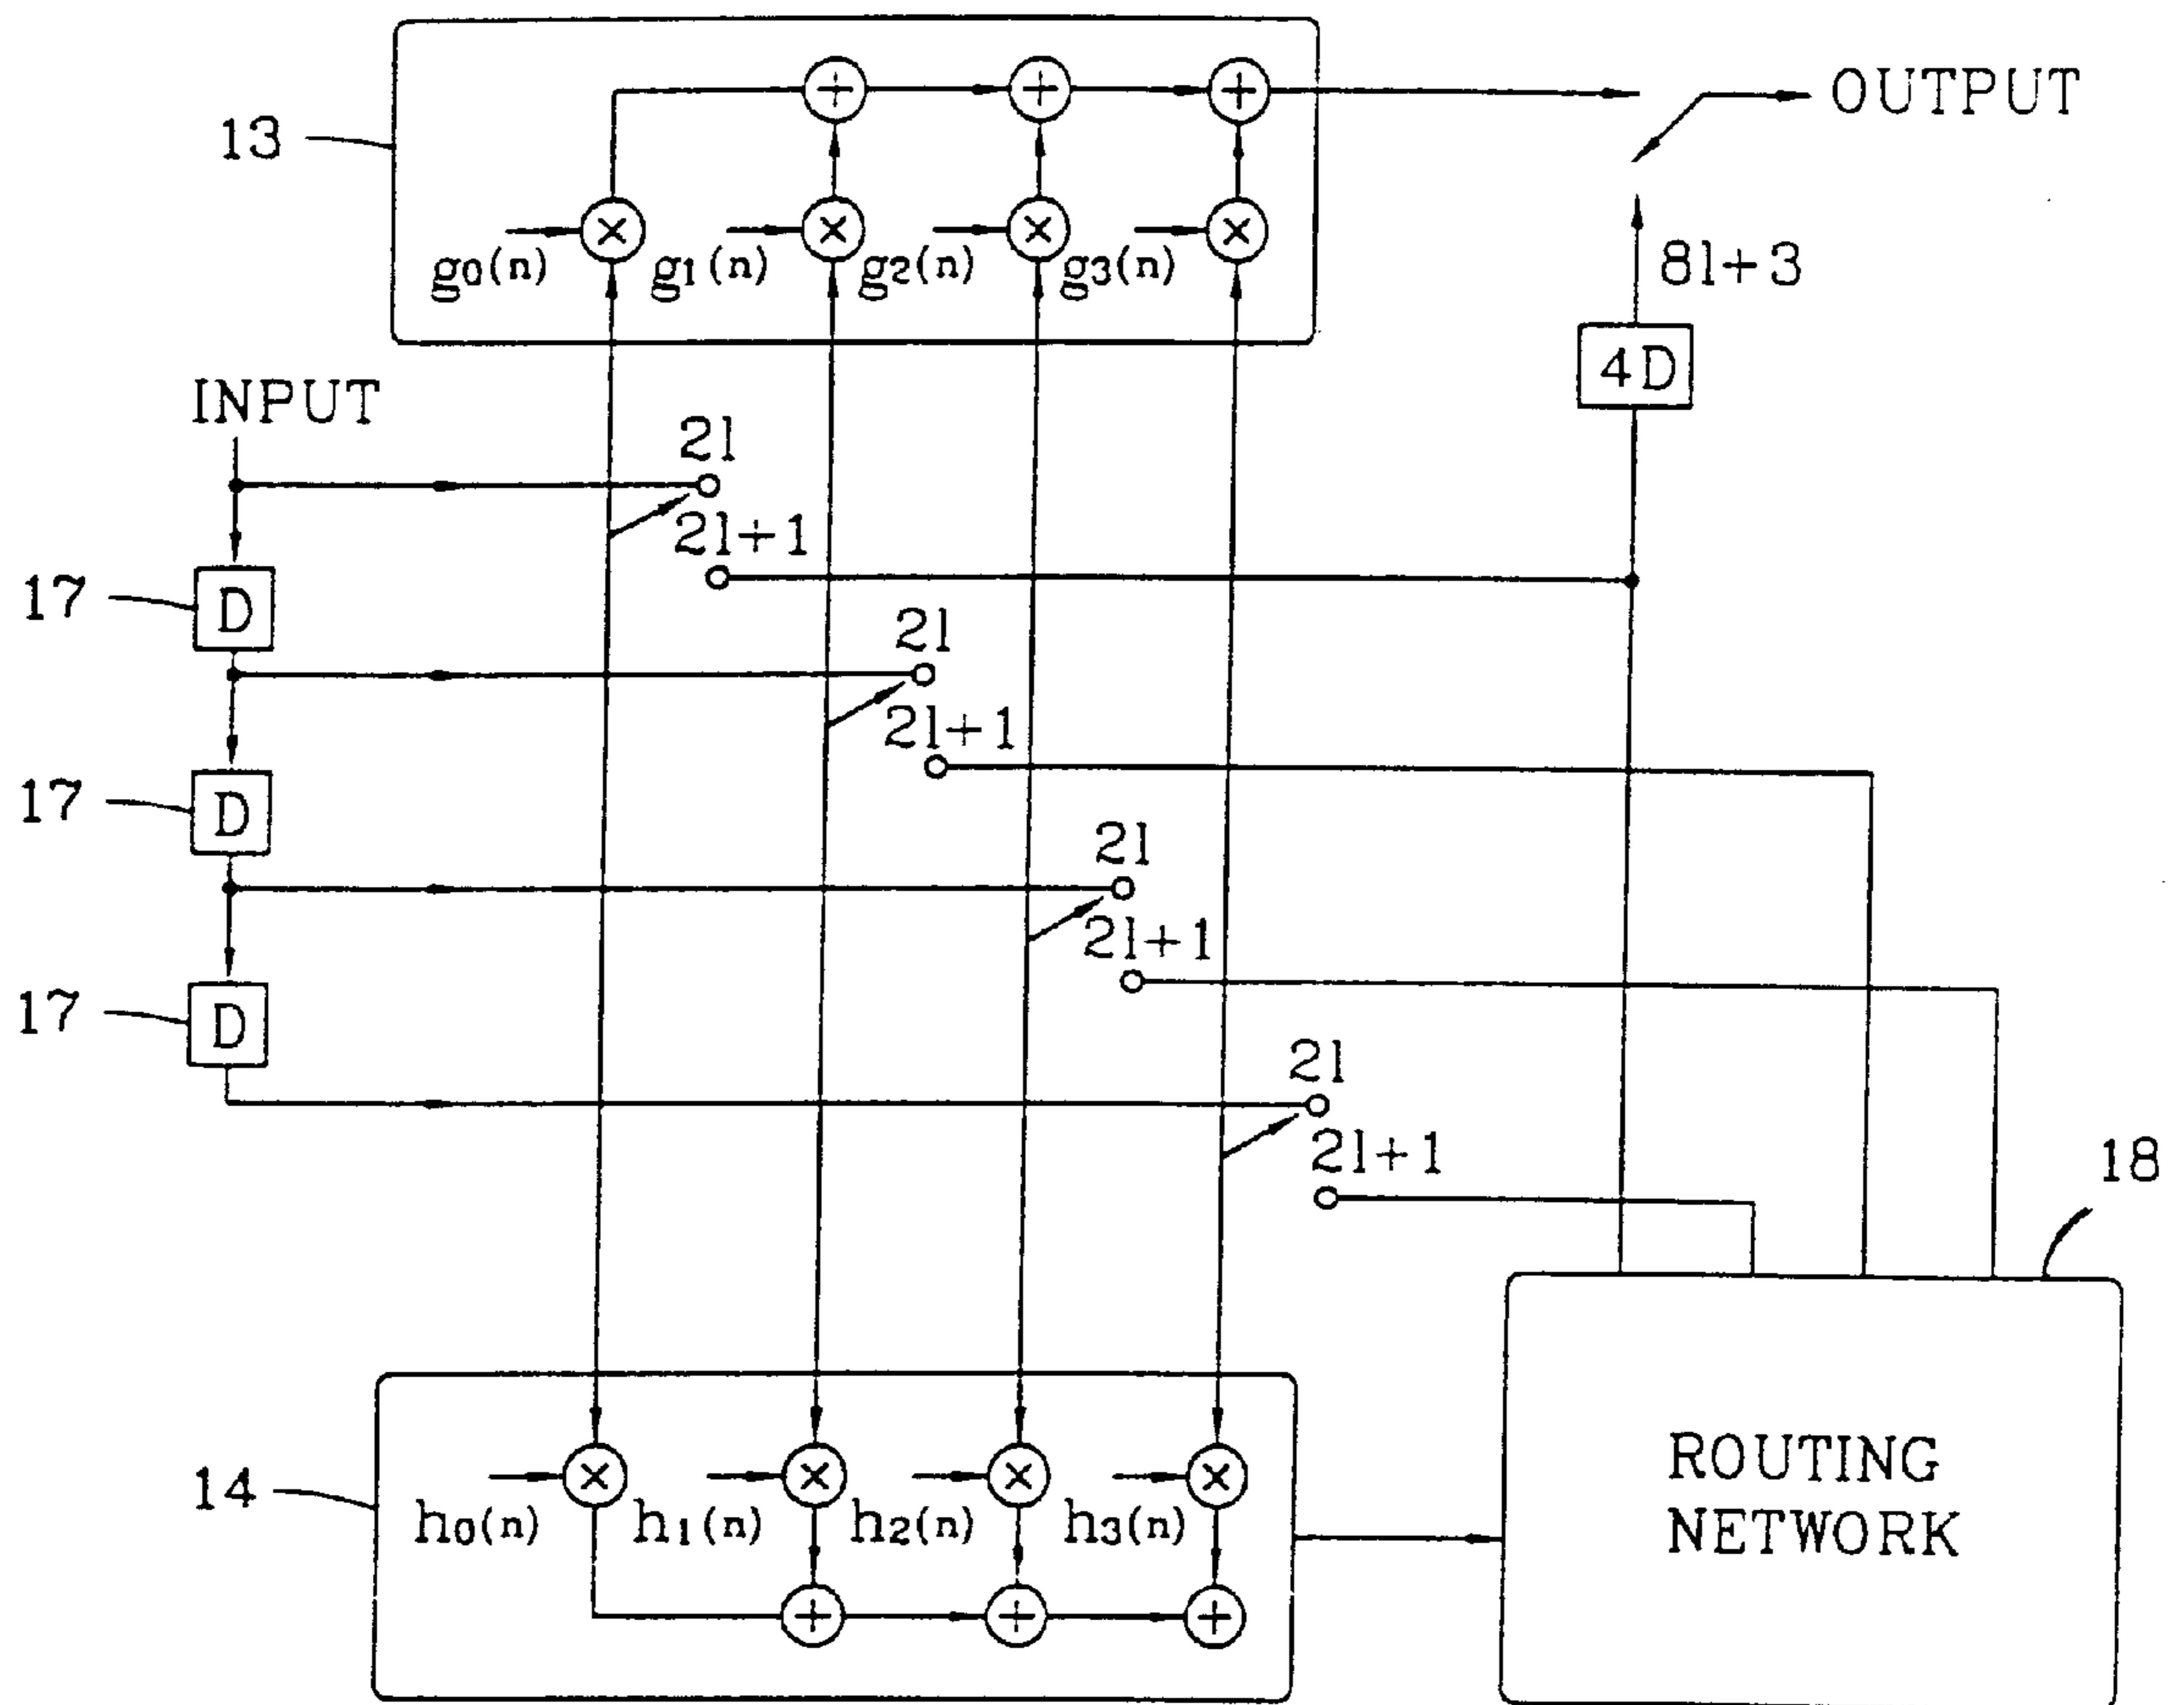 OUTPUT
13
g0(n)
g1(n)
g2(n)
g3(n)
8l+3
4D
INPUT
2l
2l+1
17
D
2l
2l+1
17
D
2l
2l+1
17
D
2l
2l+1
18
14
h0(n)
h1(n)
h2(n)
h3(n)
ROUTING
NETWORK